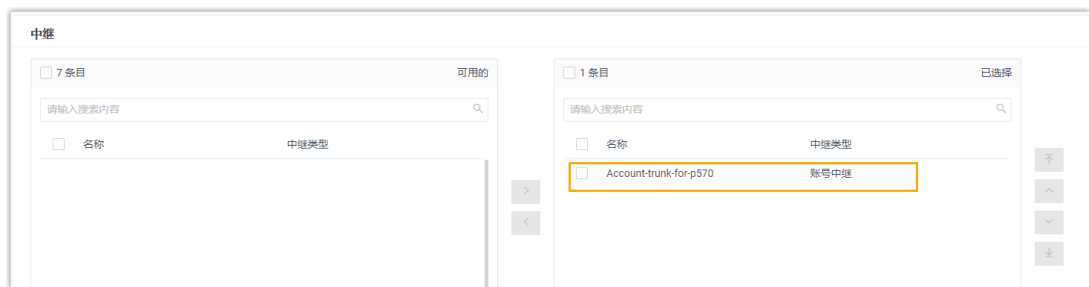 中继
7 条目 可用的
请输入搜索内容
名称 中继类型
1 条目 已选择
请输入搜索内容
名称 中继类型
Account-trunk-for-p570 账号中继